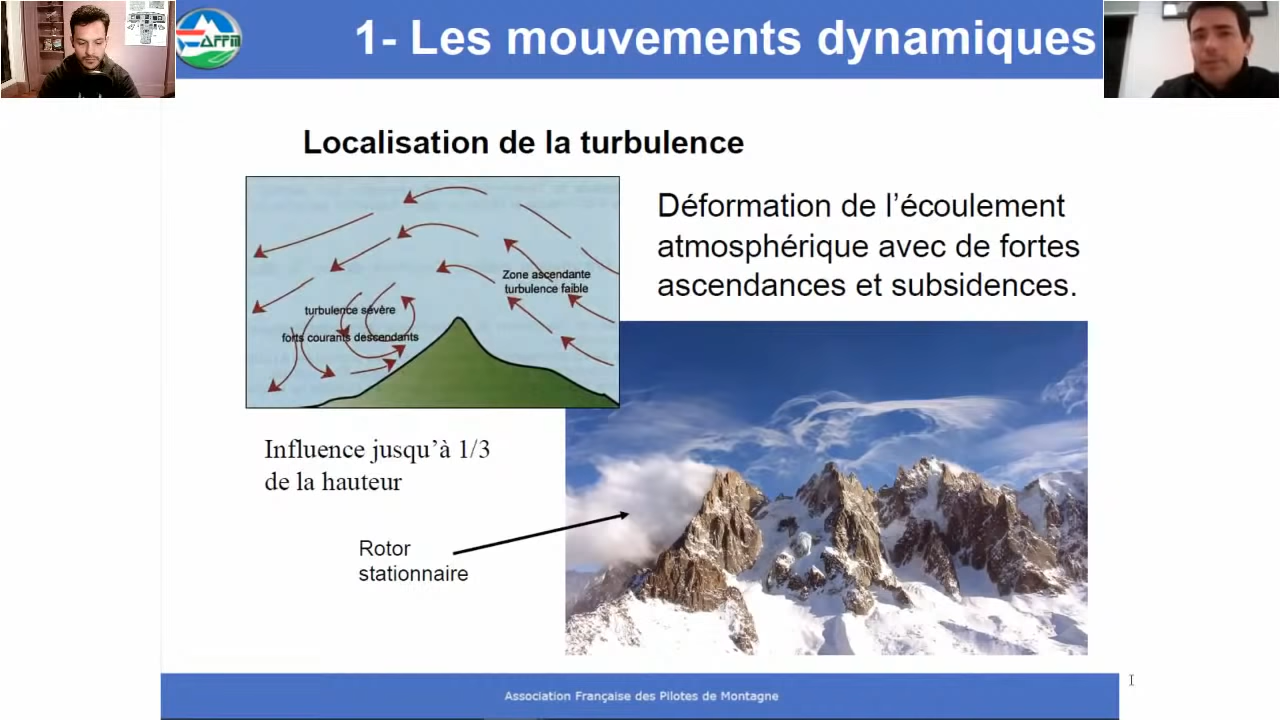 AFPM
1- Les mouvements dynamiques
Localisation de la turbulence
Déformation de l'écoulement
atmosphérique avec de fortes
ascendances et subsidences.
Zone ascendante
turbulence faible
turbulence sévère
forts courants descendants
Influence jusqu'à 1/3
de la hauteur
Rotor
stationnaire
Association Française des Pilotes de Montagne